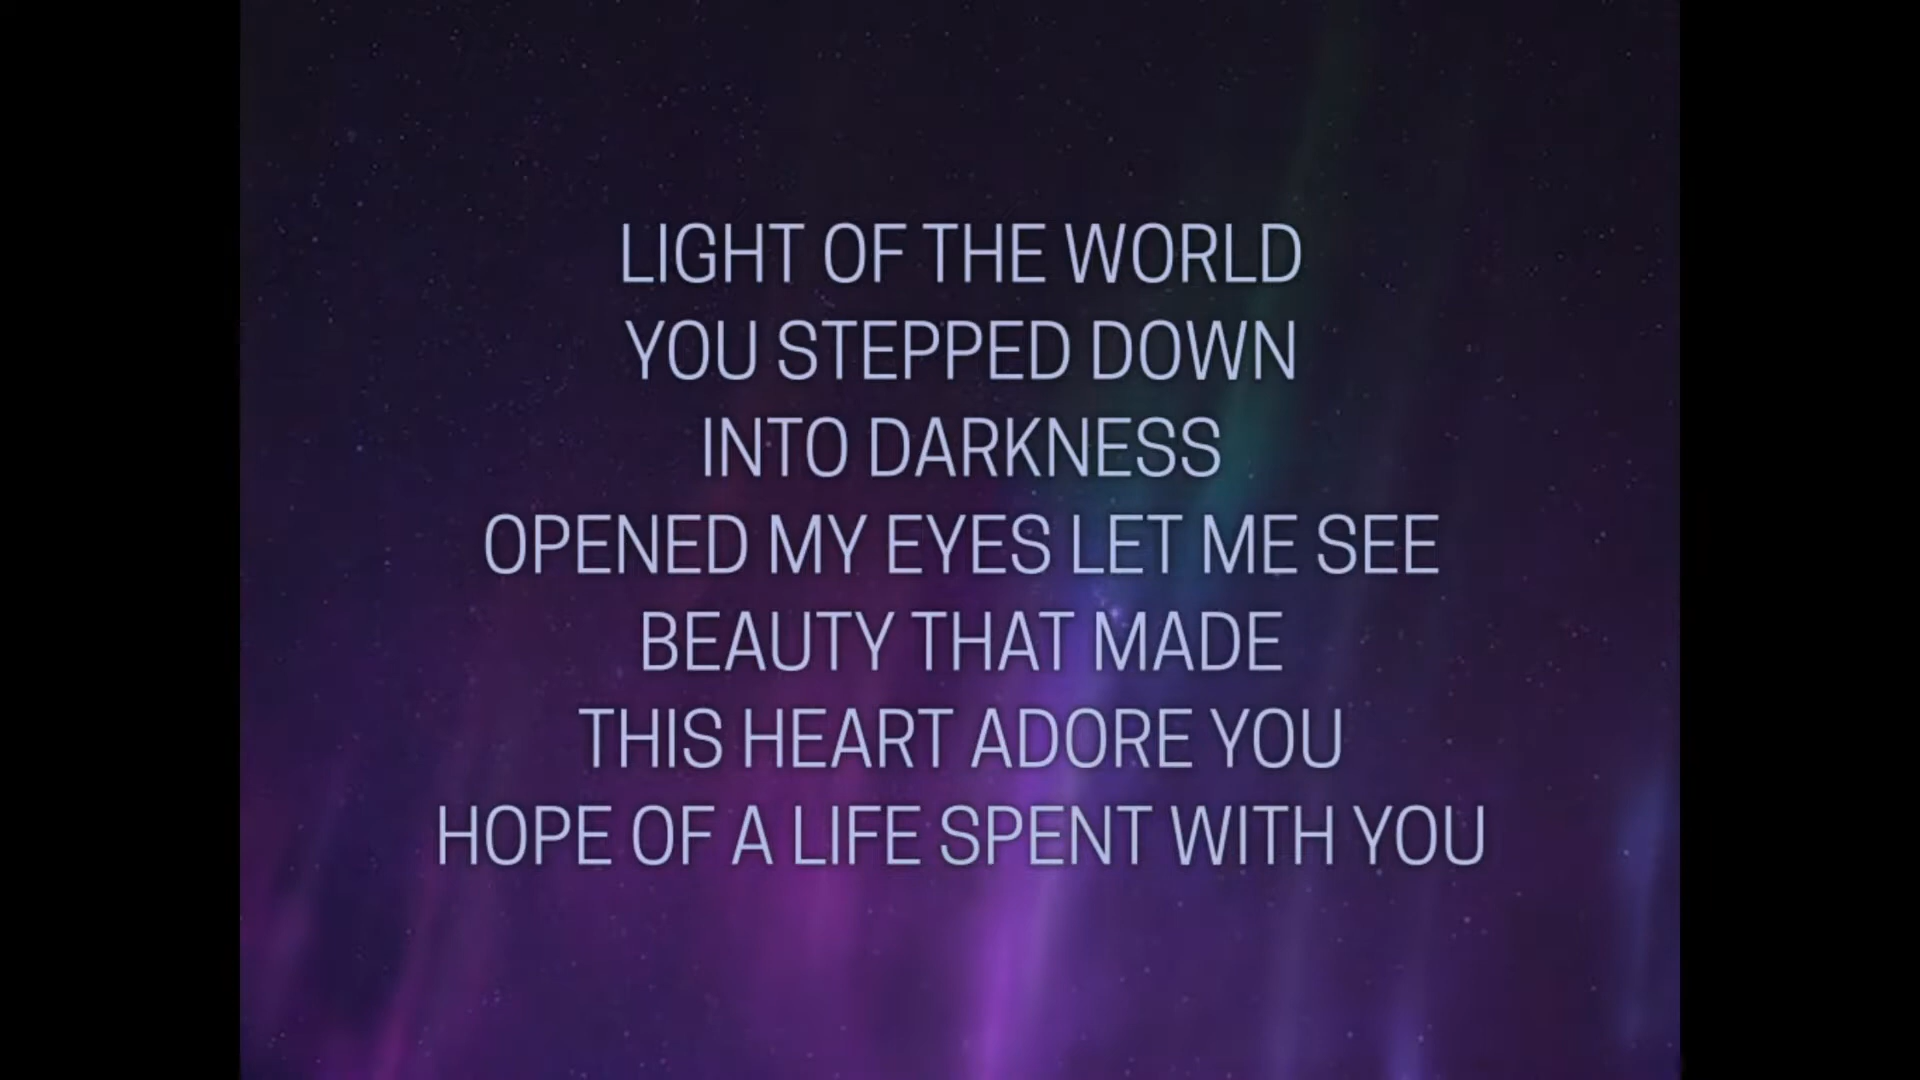 LIGHT OF THE WORLD
YOU STEPPED DOWN
INTO DARKNESS
OPENED MY EYES LET ME SEE
BEAUTY THAT MADE
THIS HEART ADORE YOU
HOPE OF A LIFE SPENT WITH YOU